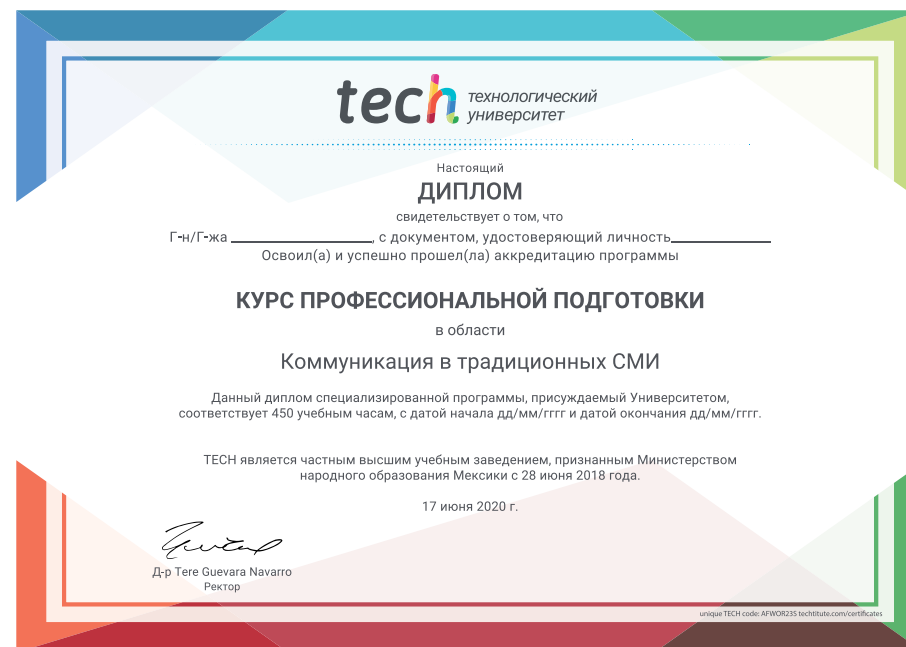 tech технологический
университет
Настоящий
ДИПЛОМ
свидетельствует о том, что
Г-н/Г-жа ____________, с документом, удостоверяющий личность____________
Освоил(а) и успешно прошел(ла) аккредитацию программы
КУРС ПРОФЕССИОНАЛЬНОЙ ПОДГОТОВКИ
в области
Коммуникация в традиционных СМИ
Данный диплом специализированной программы, присуждаемый Университетом,
соответствует 450 учебным часам, с датой начала дд/мм/гггг и датой окончания дд/мм/гггг.
TECH является частным высшим учебным заведением, признанным Министерством
народного образования Мексики с 28 июня 2018 года.
17 июня 2020 г.
Д-р Tere Guevara Navarro
Ректор
unique TECH code: AFWOR23S techtitute.com/certificates